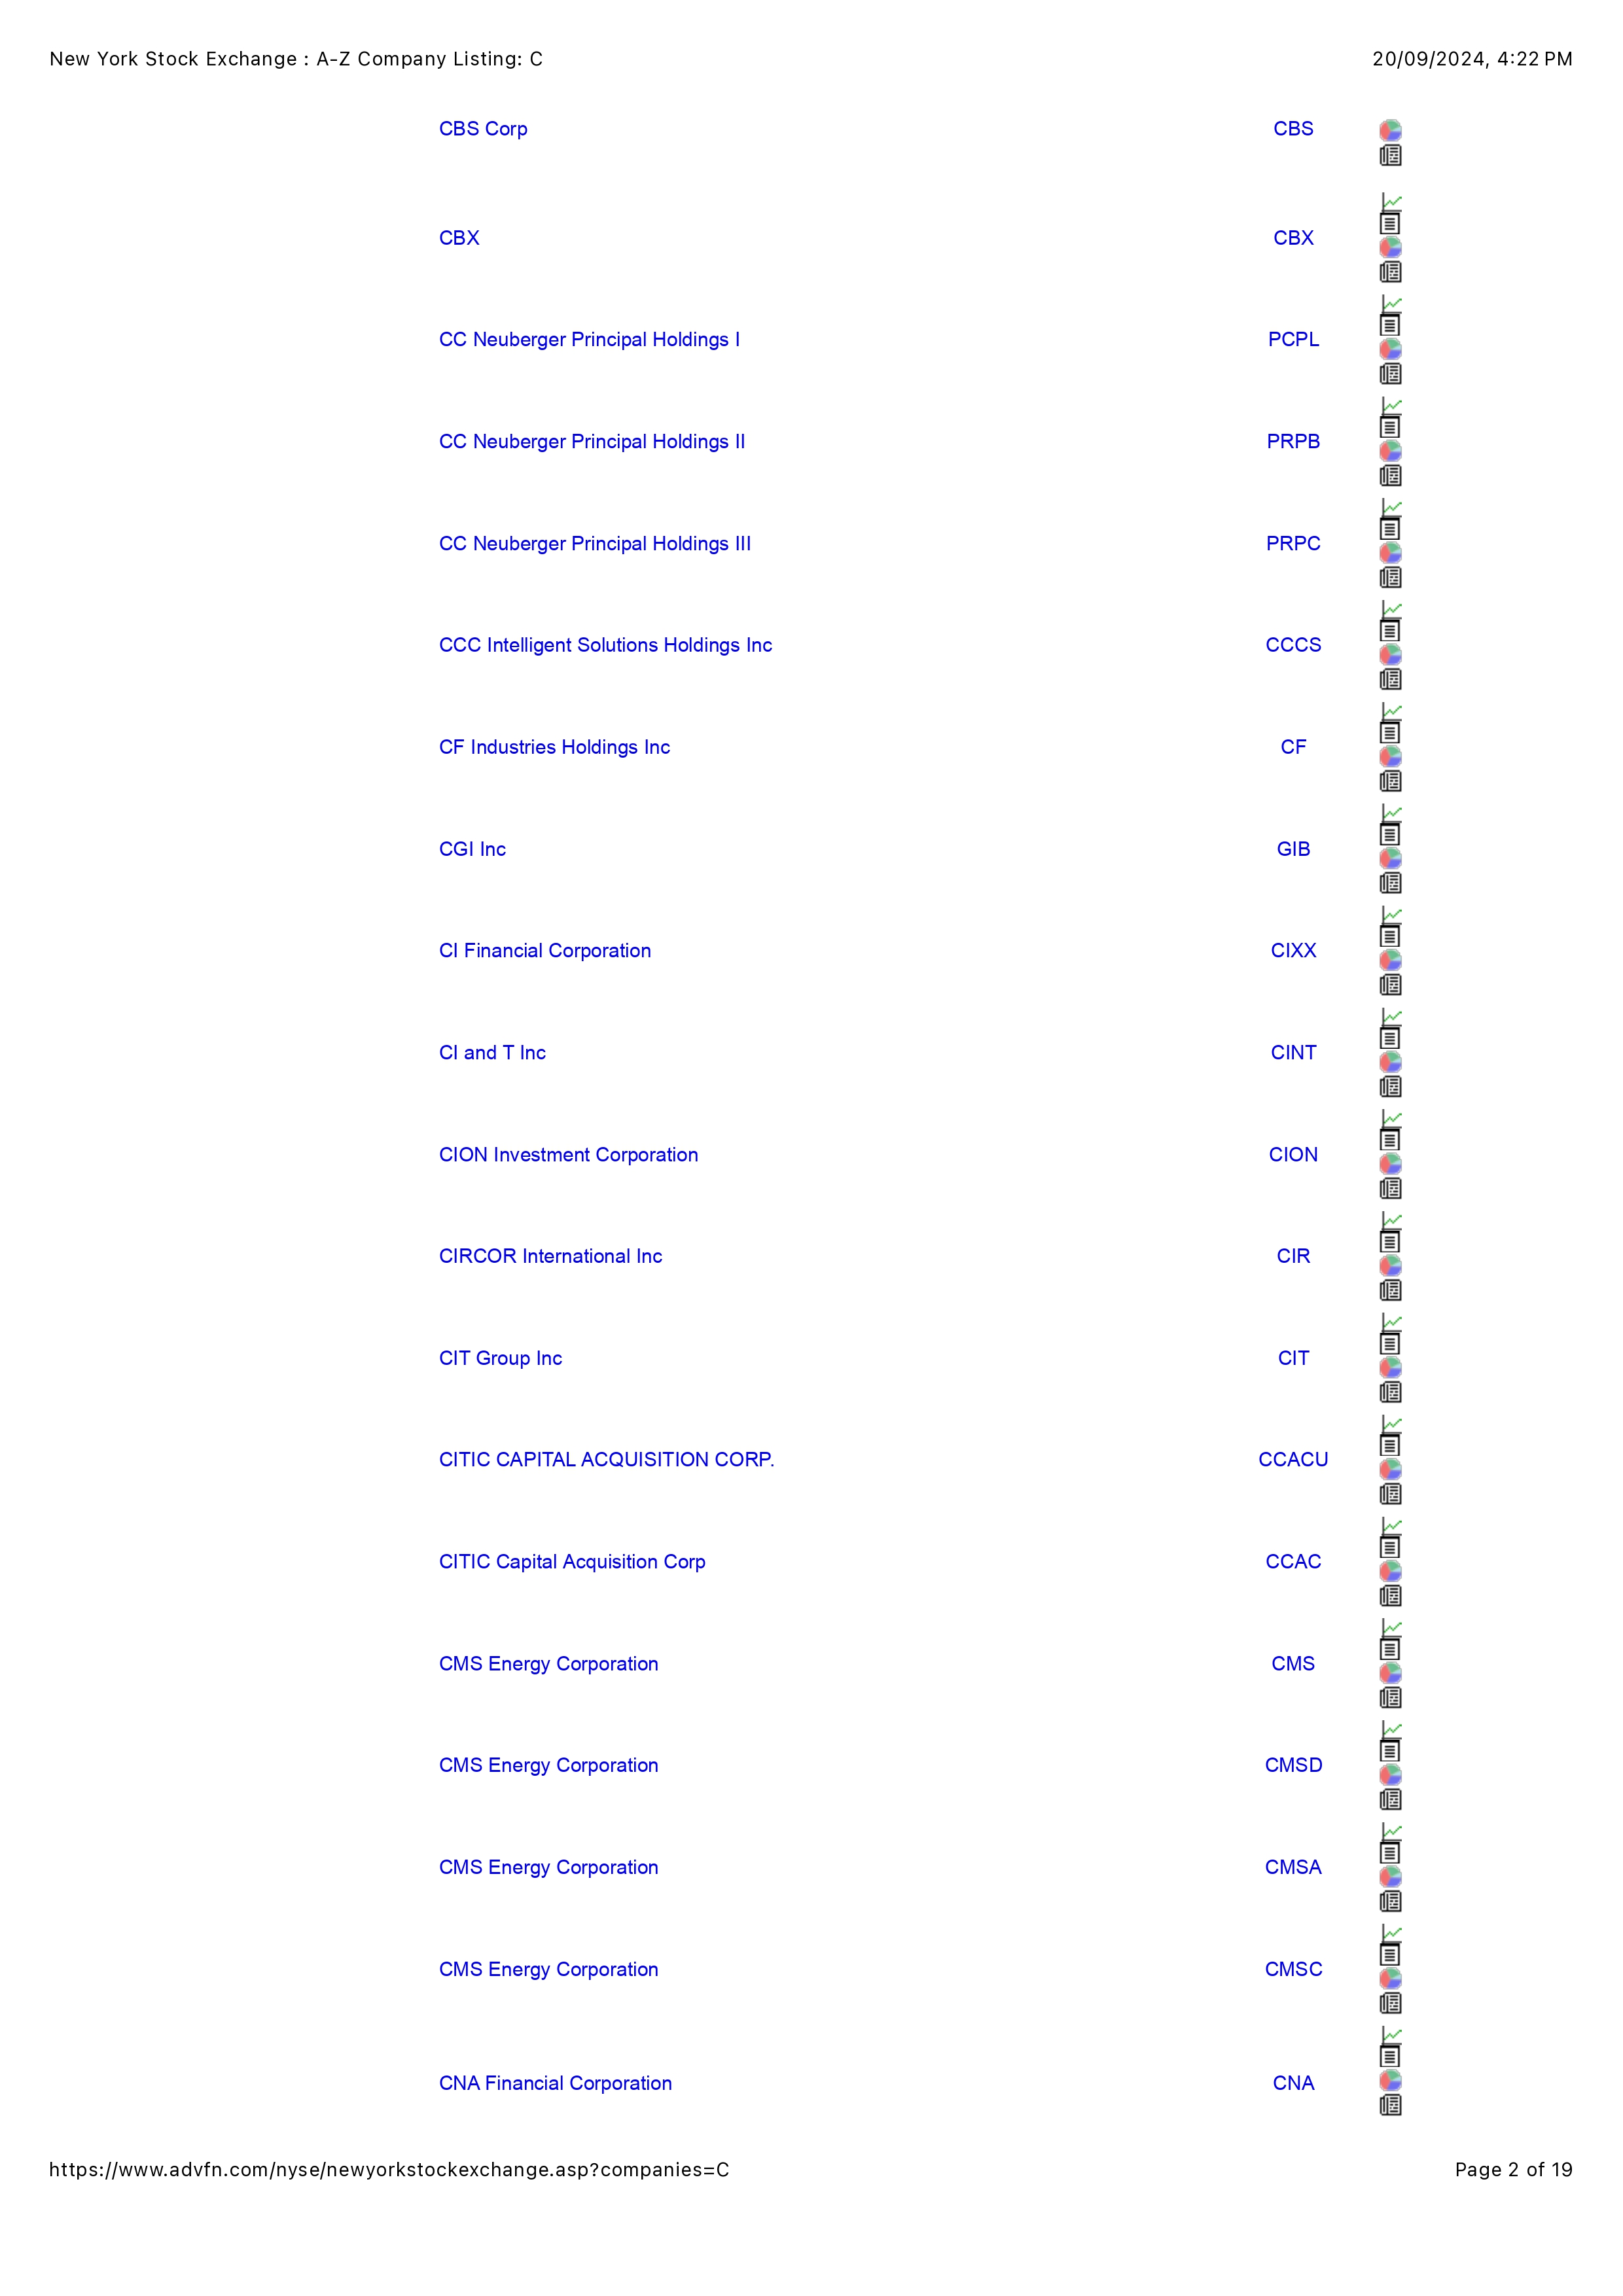 New York Stock Exchange : A-Z Company Listing: C 20/09/2024, 4:22 PM
CBS Corp CBS
CBX CBX
CC Neuberger Principal Holdings I PCPL
CC Neuberger Principal Holdings II PRPB
CC Neuberger Principal Holdings III PRPC
CCC Intelligent Solutions Holdings Inc CCCS
CF Industries Holdings Inc CF
CGI Inc GIB
CI Financial Corporation CIXX
CI and T Inc CINT
CION Investment Corporation CION
CIRCOR International Inc CIR
CIT Group Inc CIT
CITIC CAPITAL ACQUISITION CORP. CCACU
CITIC Capital Acquisition Corp CCAC
CMS Energy Corporation CMS
CMS Energy Corporation CMSD
CMS Energy Corporation CMSA
CMS Energy Corporation CMSC
CNA Financial Corporation CNA
https://www.advfn.com/nyse/newyorkstockexchange.asp?companies=C Page 2 of 19